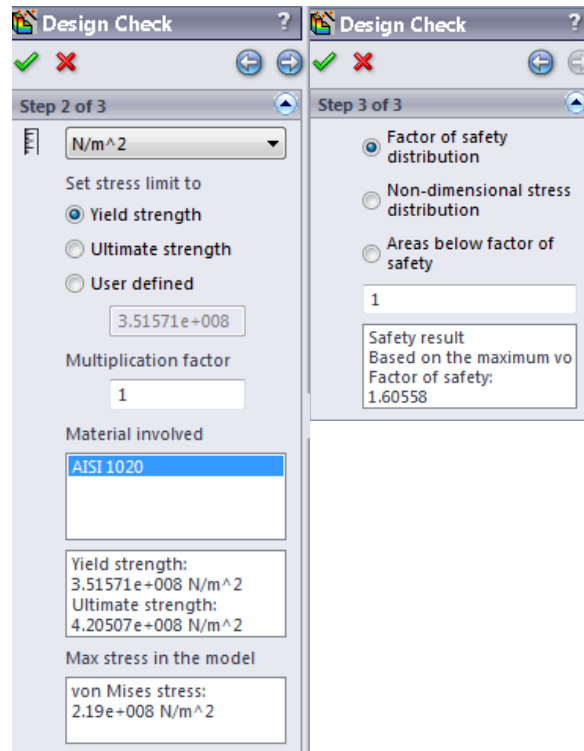 Design Check ?
Step 2 of 3
N/m^2
Set stress limit to
Yield strength
Ultimate strength
User defined
3.51571e+008
Multiplication factor
1
Material involved
AISI 1020
Yield strength:
3.51571e+008 N/m^2
Ultimate strength:
4.20507e+008 N/m^2
Max stress in the model
von Mises stress:
2.19e+008 N/m^2
Design Check ?
Step 3 of 3
Factor of safety
distribution
Non-dimensional stress
distribution
Areas below factor of
safety
1
Safety result
Based on the maximum vo
Factor of safety:
1.60558